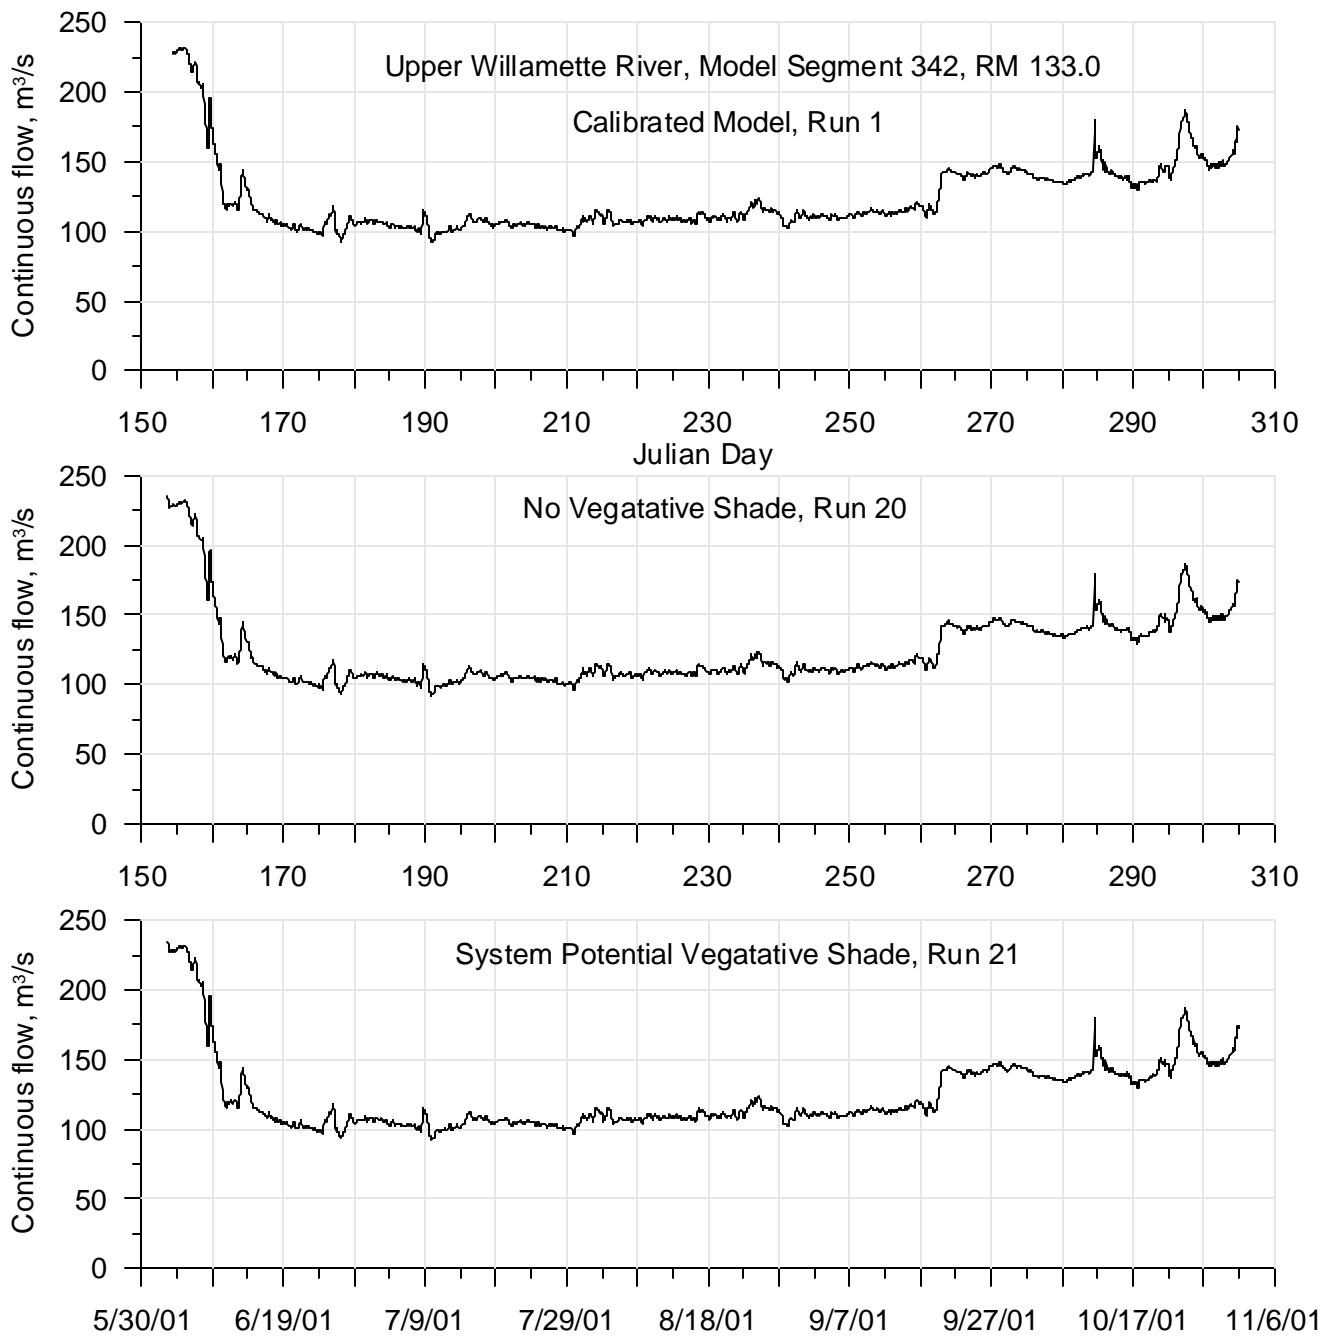 250
200
150
100
50
0
Continuous flow, m³/s
Upper Willamette River, Model Segment 342, RM 133.0
Calibrated Model, Run 1
150 170 190 210 230 250 270 290 310
Julian Day
250
200
150
100
50
0
Continuous flow, m³/s
No Vegatative Shade, Run 20
150 170 190 210 230 250 270 290 310
250
200
150
100
50
0
Continuous flow, m³/s
System Potential Vegatative Shade, Run 21
5/30/01 6/19/01 7/9/01 7/29/01 8/18/01 9/7/01 9/27/01 10/17/01 11/6/01